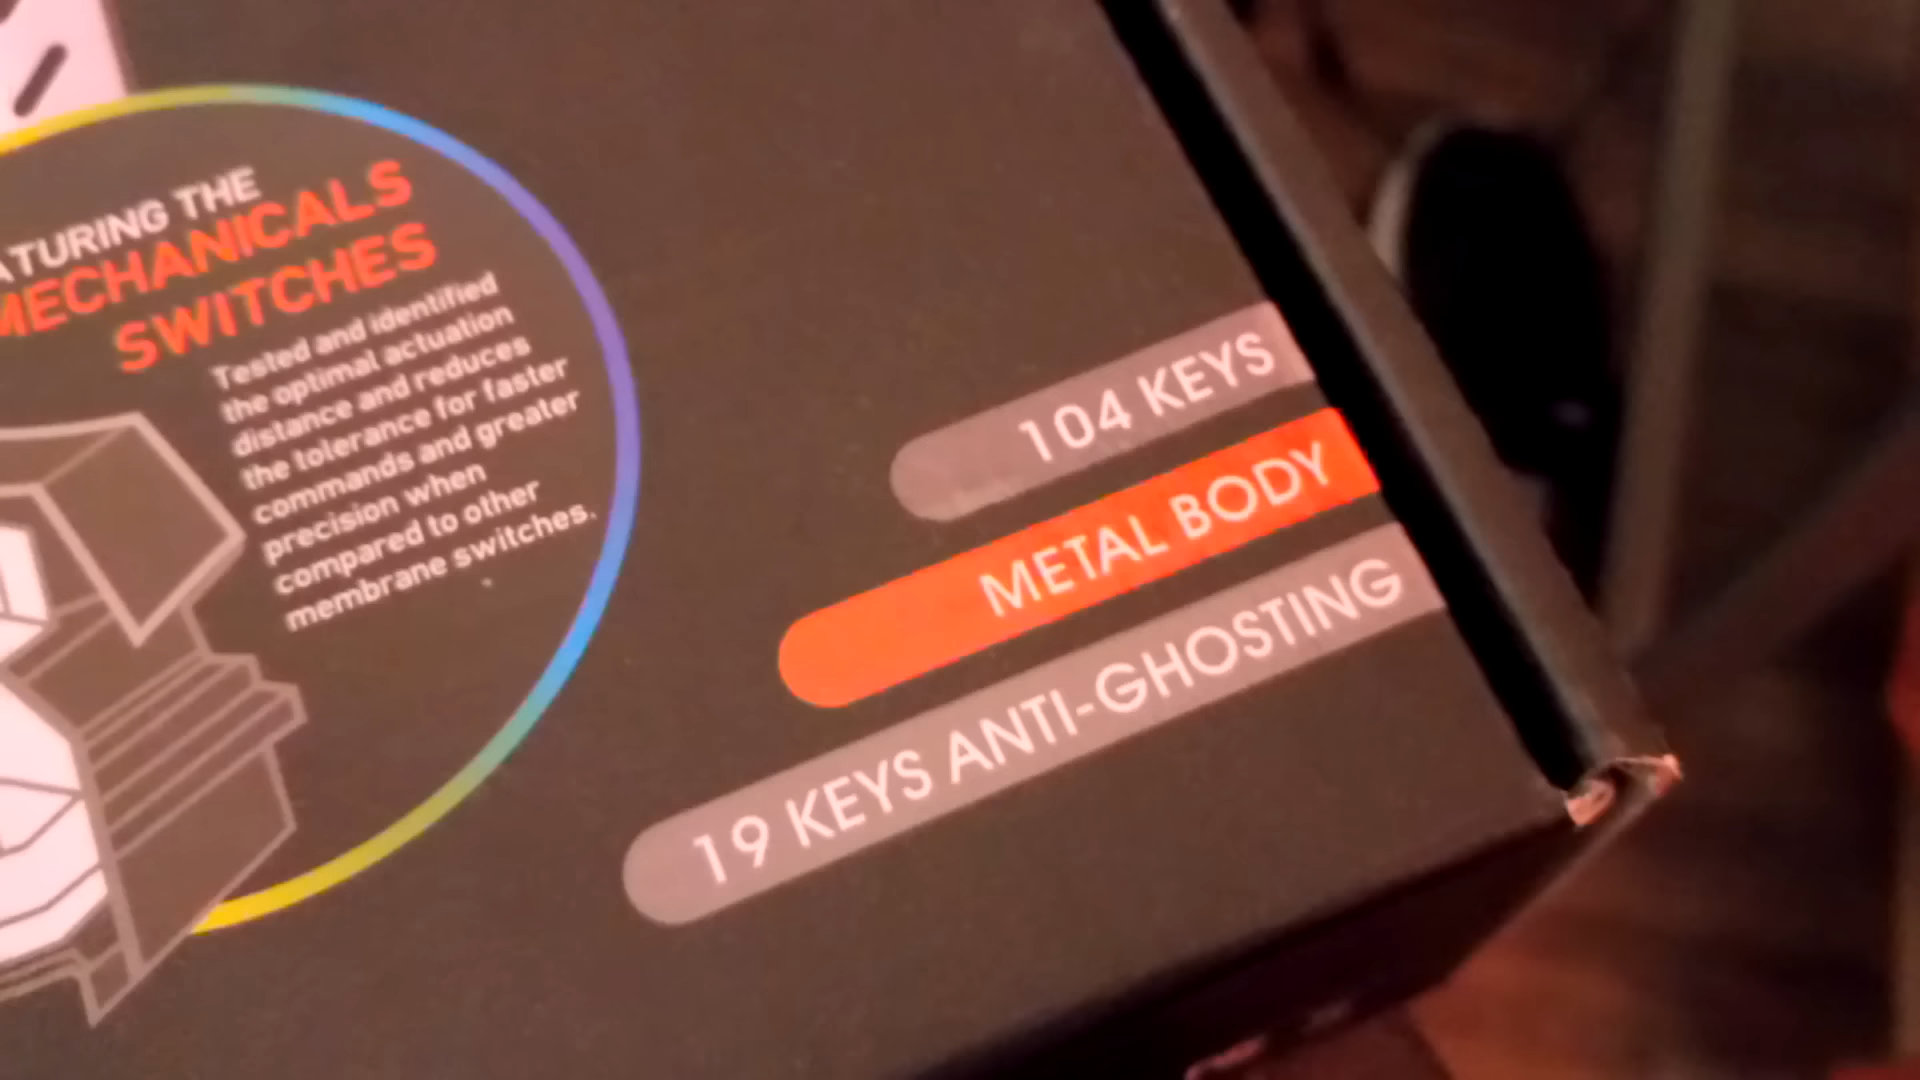 ATURING THE
MECHANICALS
SWITCHES
Tested and identified
the optimal actuation
distance and reduces
the tolerance for faster
commands and greater
precision when
compared to other
membrane switches.
104 KEYS
METAL BODY
19 KEYS ANTI-GHOSTING